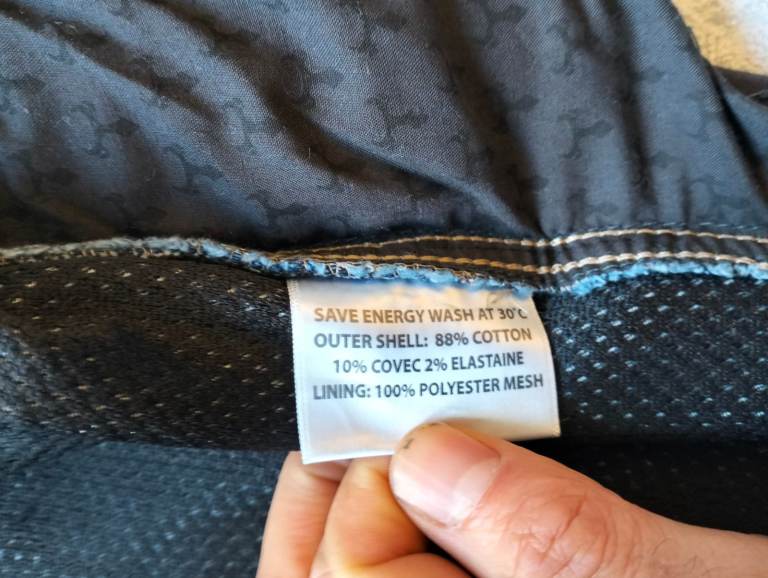 SAVE ENERGY WASH AT 30°C
OUTER SHELL: 88% COTTON
10% COVEC 2% ELASTAINE
LINING: 100% POLYESTER MESH